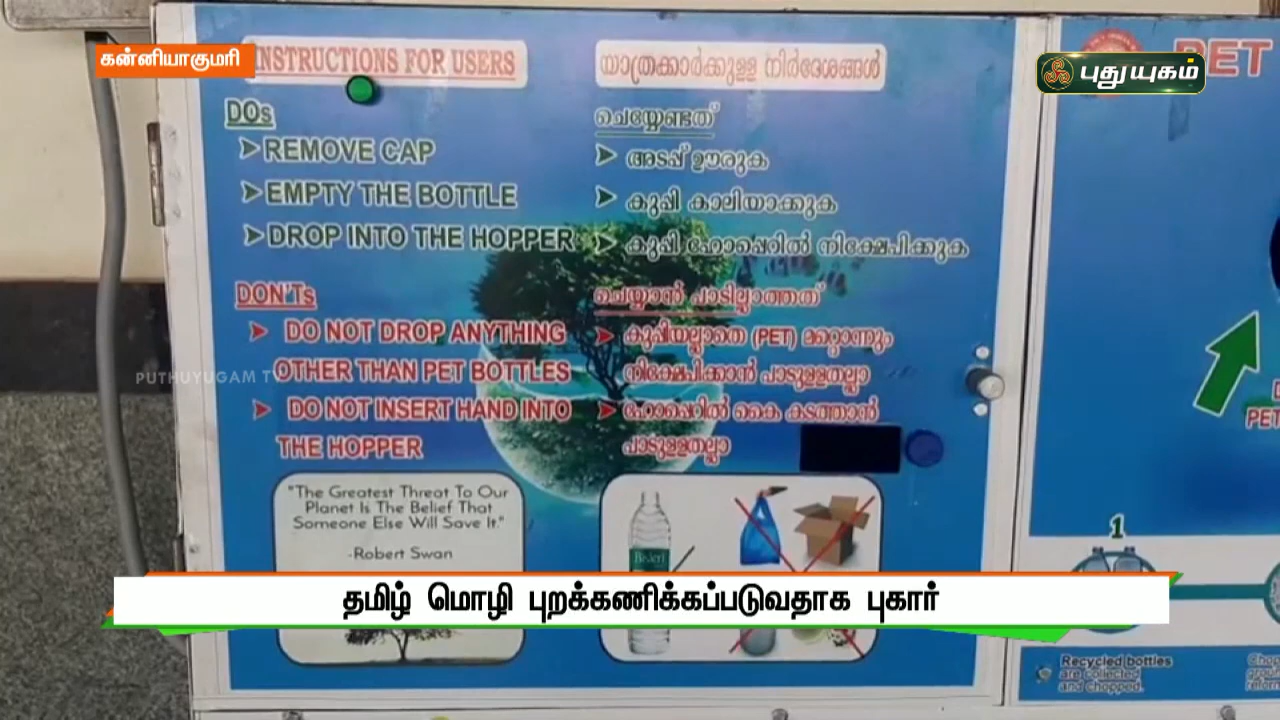 கன்னியாகுமரி
புதுயுகம்
INSTRUCTIONS FOR USERS
DOs
REMOVE CAP
EMPTY THE BOTTLE
DROP INTO THE HOPPER
DON'Ts
DO NOT DROP ANYTHING
OTHER THAN PET BOTTLES
DO NOT INSERT HAND INTO
THE HOPPER
യാത്രക്കാർക്കുള്ള നിർദേശങ്ങൾ
ചെയ്യേണ്ടത്
അടപ്പ് ഊരുക
കുപ്പി കാലിയാക്കുക
കുപ്പി ഹോപ്പെറിൽ നിക്ഷേപിക്കുക
ചെയ്യാൻ പാടില്ലാത്തത്
കുപ്പിയല്ലാതെ (PET) മറ്റൊന്നും
നിക്ഷേപിക്കാൻ പാടുള്ളതല്ലാ
ഹോപ്പെറിൽ കൈ കടത്താൻ
പാടുള്ളതല്ലാ
PUTHUYUGAM TV
"The Greatest Threat To Our
Planet Is The Belief That
Someone Else Will Save It."
-Robert Swan
Bisleri
PET
PET
1
Recycled bottles
are collected
and chopped.
தமிழ் மொழி புறக்கணிக்கப்படுவதாக புகார்